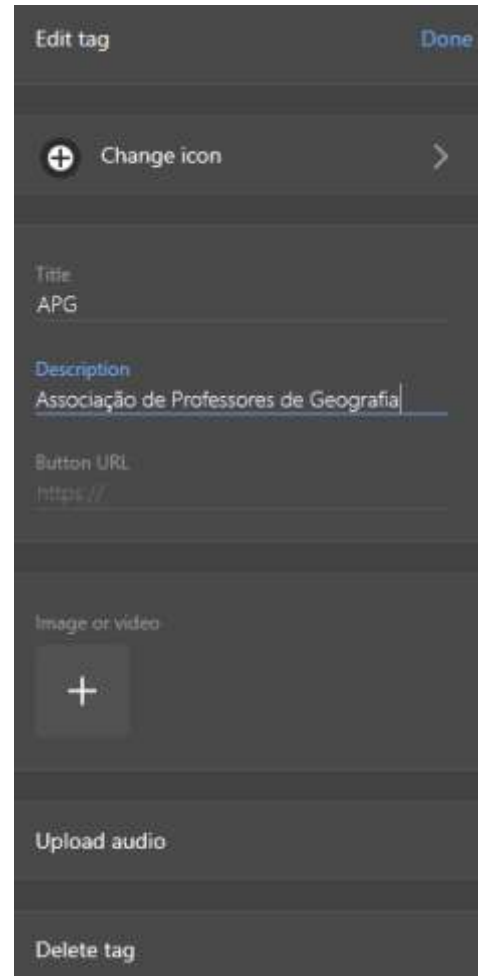 Edit tag
Done
Change icon
Title
APG
Description
Associação de Professores de Geografia
Button URL
https://
Image or video
Upload audio
Delete tag